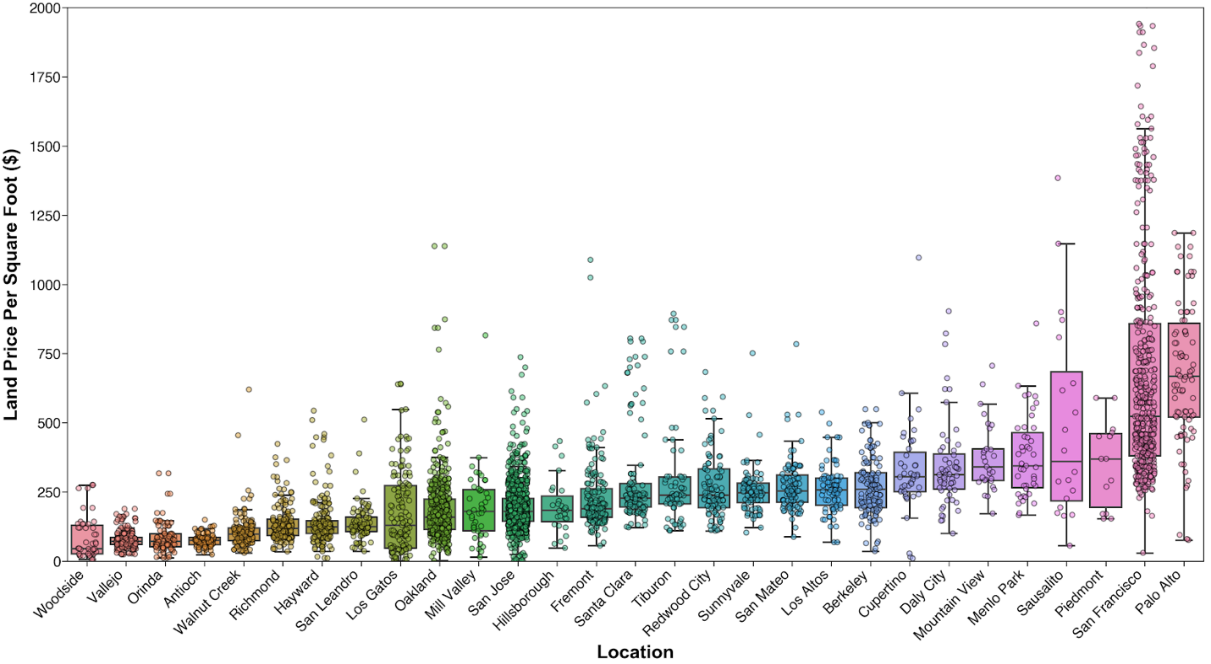 Land Price Per Square Foot ($)
2000
1750
1500
1250
1000
750
500
250
0
Woodside
Vallejo
Orinda
Antioch
Walnut Creek
Richmond
Hayward
San Leandro
Los Gatos
Oakland
Mill Valley
San Jose
Hillsborough
Fremont
Santa Clara
Tiburon
Redwood City
Sunnyvale
San Mateo
Los Altos
Berkeley
Cupertino
Daly City
Mountain View
Menlo Park
Sausalito
Piedmont
San Francisco
Palo Alto
Location